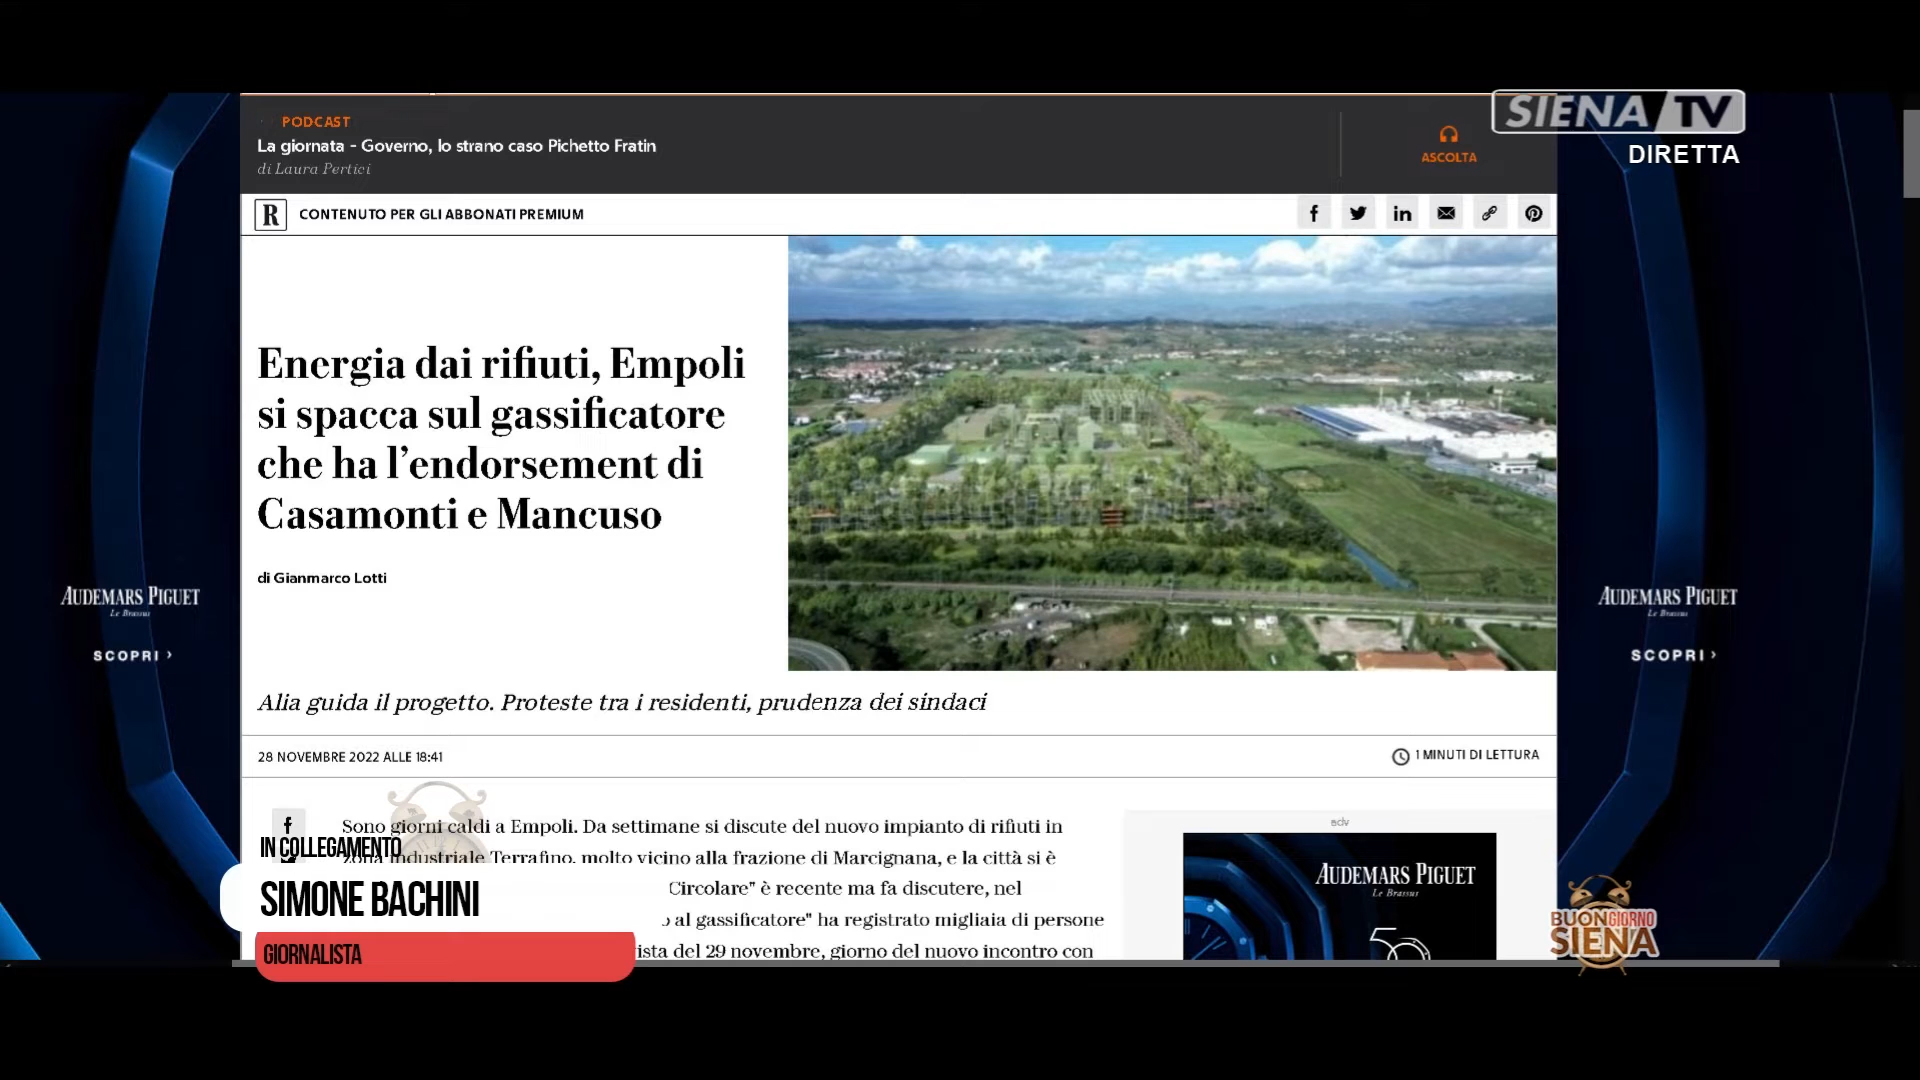 SIENA TV
DIRETTA
PODCAST
La giornata - Governo, lo strano caso Pichetto Fratin
di Laura Pertici
ASCOLTA
R CONTENUTO PER GLI ABBONATI PREMIUM
Energia dai rifiuti, Empoli
si spacca sul gassificatore
che ha l'endorsement di
Casamonti e Mancuso
di Gianmarco Lotti
AUDEMARS PIGUET
Le Brassus
SCOPRI ›
AUDEMARS PIGUET
Le Brassus
SCOPRI ›
Alia guida il progetto. Proteste tra i residenti, prudenza dei sindaci
28 NOVEMBRE 2022 ALLE 18:41
1 MINUTI DI LETTURA
Sono giorni caldi a Empoli. Da settimane si discute del nuovo impianto di rifiuti in
zona industriale Terrafino, molto vicino alla frazione di Marcignana, e la città si è
Circolare" è recente ma fa discutere, nel
al gassificatore" ha registrato migliaia di persone
ista del 29 novembre, giorno del nuovo incontro con
adv
AUDEMARS PIGUET
Le Brassus
50
IN COLLEGAMENTO
SIMONE BACHINI
GIORNALISTA
BUONGIORNO
SIENA